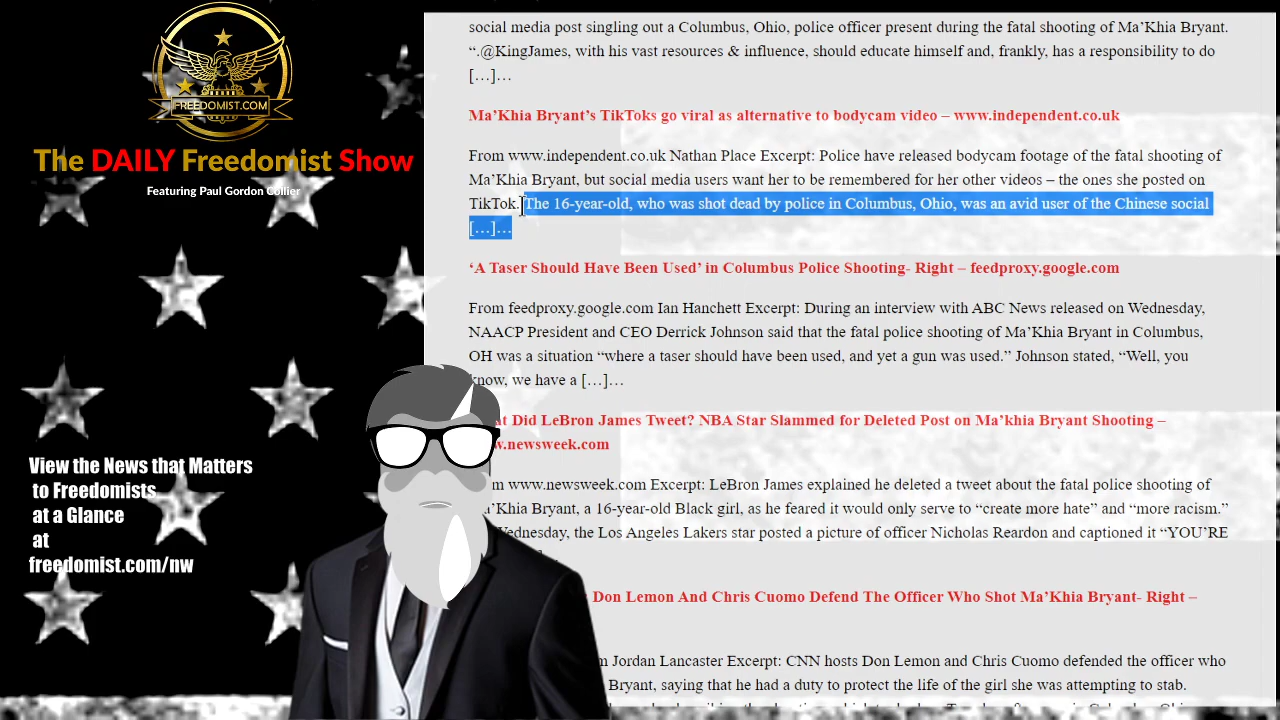 FREEDOMIST.COM
The DAILY Freedomist Show
Featuring Paul Gordon Collier
View the News that Matters
to Freedomists
at a Glance
at
freedomist.com/nw
social media post singling out a Columbus, Ohio, police officer present during the fatal shooting of Ma’Khia Bryant.
“.@KingJames, with his vast resources & influence, should educate himself and, frankly, has a responsibility to do
[…]…
Ma’Khia Bryant’s TikToks go viral as alternative to bodycam video – www.independent.co.uk
From www.independent.co.uk Nathan Place Excerpt: Police have released bodycam footage of the fatal shooting of
Ma’Khia Bryant, but social media users want her to be remembered for her other videos – the ones she posted on
TikTok. The 16-year-old, who was shot dead by police in Columbus, Ohio, was an avid user of the Chinese social
[…]…
‘A Taser Should Have Been Used’ in Columbus Police Shooting- Right – feedproxy.google.com
From feedproxy.google.com Ian Hanchett Excerpt: During an interview with ABC News released on Wednesday,
NAACP President and CEO Derrick Johnson said that the fatal police shooting of Ma’Khia Bryant in Columbus,
OH was a situation “where a taser should have been used, and yet a gun was used.” Johnson stated, “Well, you
know, we have a […]…
Did LeBron James Tweet? NBA Star Slammed for Deleted Post on Ma’khia Bryant Shooting –
.newsweek.com
www.newsweek.com Excerpt: LeBron James explained he deleted a tweet about the fatal police shooting of
Bryant, a 16-year-old Black girl, as he feared it would only serve to “create more hate” and “more racism.”
Wednesday, the Los Angeles Lakers star posted a picture of officer Nicholas Reardon and captioned it “YOU’RE
Don Lemon And Chris Cuomo Defend The Officer Who Shot Ma’Khia Bryant- Right –
Jordan Lancaster Excerpt: CNN hosts Don Lemon and Chris Cuomo defended the officer who
Bryant, saying that he had a duty to protect the life of the girl she was attempting to stab.